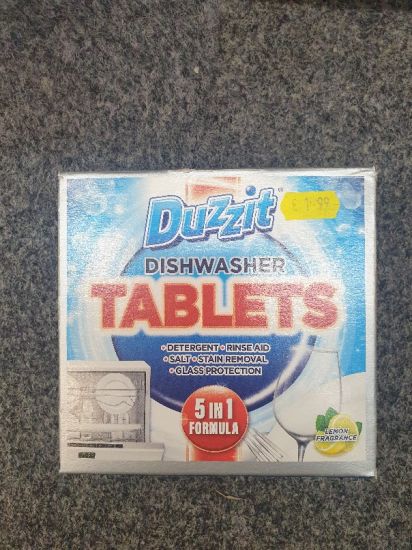 Duzzit
£1.99
DISHWASHER
TABLETS
• DETERGENT • RINSE AID
• SALT • STAIN REMOVAL
• GLASS PROTECTION
5 IN 1
FORMULA
LEMON
FRAGRANCE